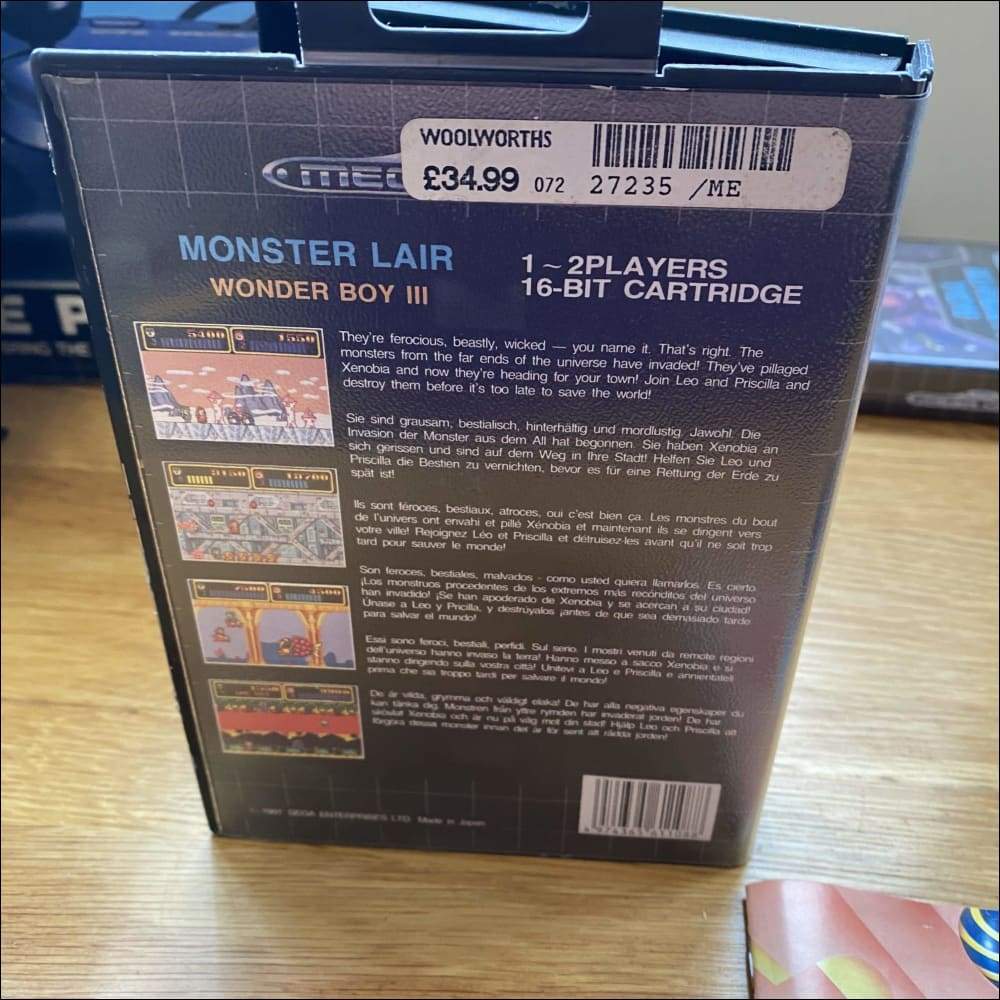 WOOLWORTHS
£34.99 072 27235 /ME
MEG
MONSTER LAIR
WONDER BOY III
1~2PLAYERS
16-BIT CARTRIDGE
They're ferocious, beastly, wicked — you name it. That's right. The
monsters from the far ends of the universe have invaded! They've pillaged
Xenobia and now they're heading for your town! Join Leo and Priscilla and
destroy them before it's too late to save the world!
Sie sind grausam, bestialisch, hinterhältig und mordlustig. Jawohl. Die
Invasion der Monster aus dem All hat begonnen. Sie haben Xenobia an
sich gerissen und sind auf dem Weg in Ihre Stadt! Helfen Sie Leo und
Priscilla die Bestien zu vernichten, bevor es für eine Rettung der Erde zu
spät ist!
Ils sont féroces, bestiaux, atroces, oui c'est bien ça. Les monstres du bout
de l'univers ont envahi et pillé Xénobia et maintenant ils se dirigent vers
votre ville! Rejoignez Léo et Priscilla et détruisez-les avant qu'il ne soit trop
tard pour sauver le monde!
Son feroces, bestiales, malvados - como usted quiera llamarlos. Es cierto
¡Los monstruos procedentes de los extremos más recónditos del universo
han invadido! ¡Se han apoderado de Xenobia y se acercan a su ciudad!
Únase a Leo y Pricilla, y destrúyalos ¡antes de que sea demasiado tarde
para salvar el mundo!
Essi sono feroci, bestiali, perfidi. Sul serio. I mostri venuti da remote regioni
dell'universo hanno invaso la terra! Hanno messo a sacco Xenobia e si
stanno dirigendo sulla vostra città! Unitevi a Leo e Priscilla e annientateli
prima che sia troppo tardi per salvare il mondo!
De är vilda, grymma och väldigt elaka! De har alla negativa egenskaper du
kan tänka dig. Monstren från yttre rymden har invaderat jorden! De har
skövlat Xenobia och är nu på väg mot din stad! Hjälp Leo och Priscilla att
förgöra dessa monster innan det är för sent att rädda jorden!
SEGA ENTERPRISES LTD. Made in Japan
E P
THE